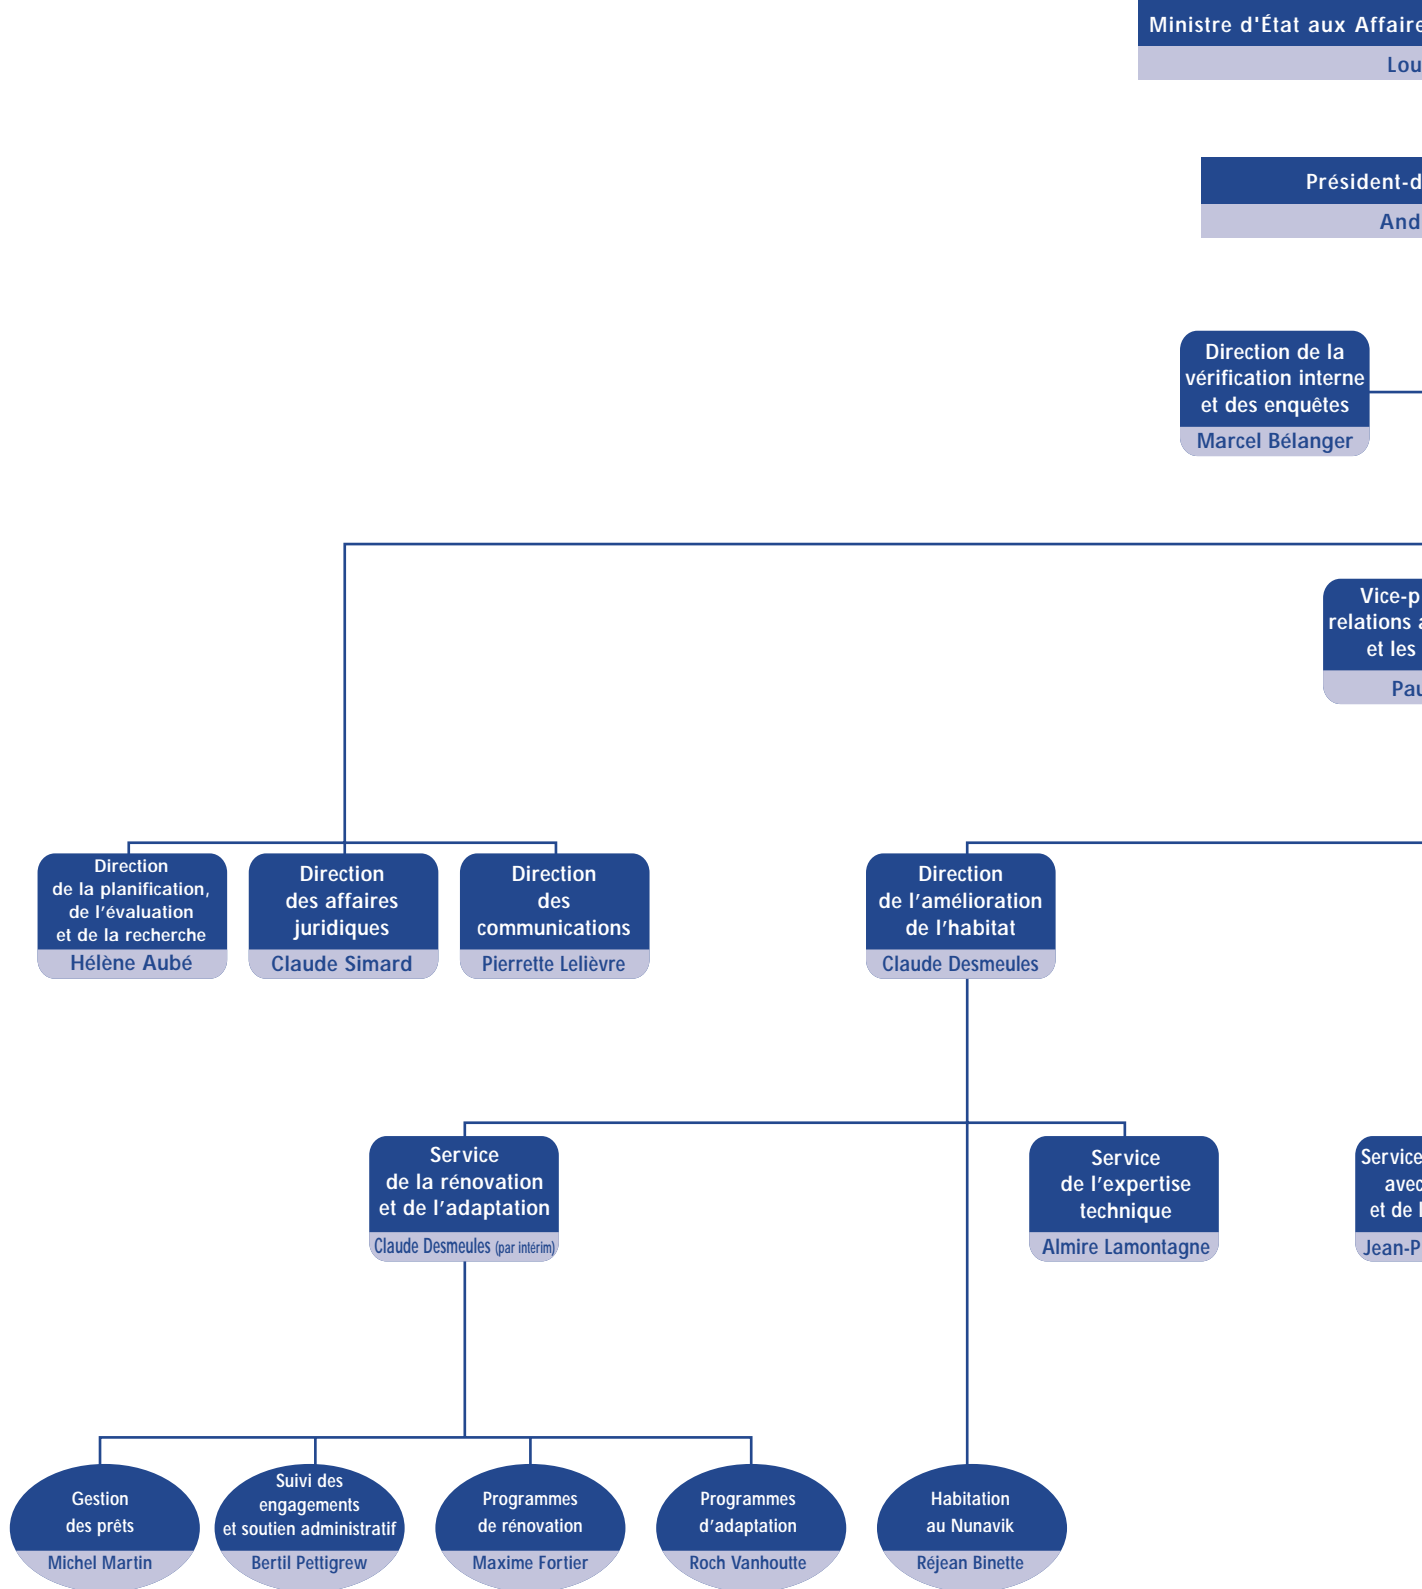 Ministre d'État aux Affaire
Lou
Président-d
And
Direction de la
vérification interne
et des enquêtes
Marcel Bélanger
Vice-p
relations a
et les
Pau
Direction
de la planification,
de l'évaluation
et de la recherche
Hélène Aubé
Direction
des affaires
juridiques
Claude Simard
Direction
des
communications
Pierrette Lelièvre
Direction
de l'amélioration
de l'habitat
Claude Desmeules
Service
de la rénovation
et de l'adaptation
Claude Desmeules (par intérim)
Service
de l'expertise
technique
Almire Lamontagne
Service
avec
et de l
Jean-P
Gestion
des prêts
Michel Martin
Suivi des
engagements
et soutien administratif
Bertil Pettigrew
Programmes
de rénovation
Maxime Fortier
Programmes
d'adaptation
Roch Vanhoutte
Habitation
au Nunavik
Réjean Binette